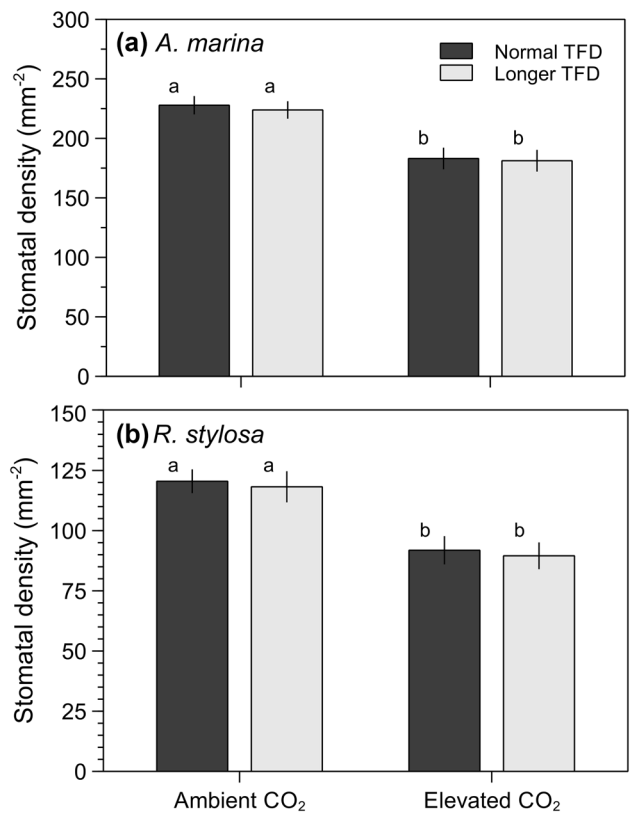 (a) A. marina
Normal TFD
Longer TFD
Stomatal density (mm⁻²)
300
250
200
150
100
50
0
a
a
b
b
(b) R. stylosa
Stomatal density (mm⁻²)
150
125
100
75
50
25
0
a
a
b
b
Ambient CO₂
Elevated CO₂